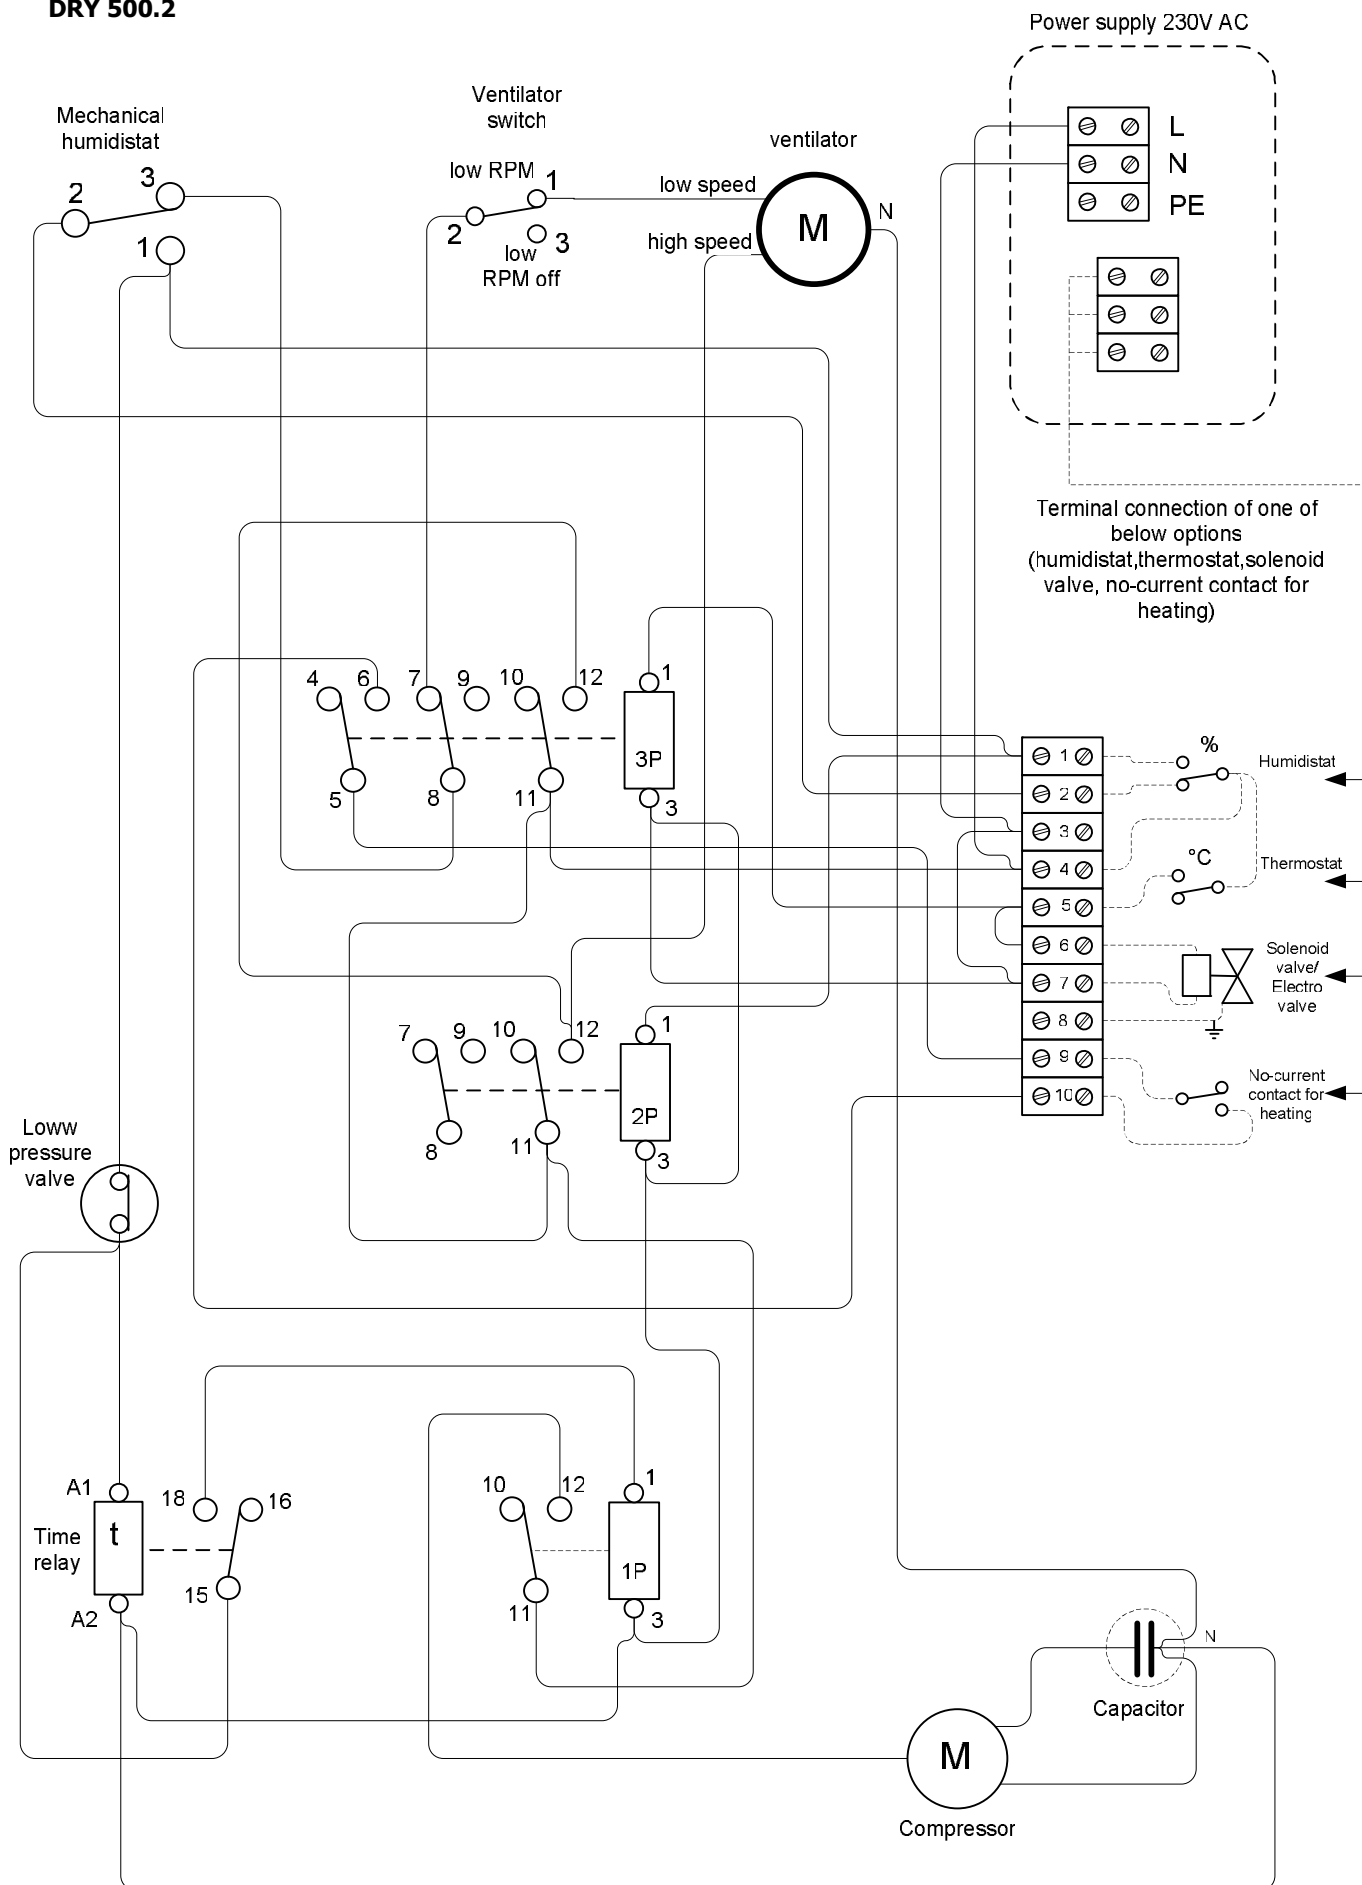 DRY 500.2
Power supply 230V AC
L
N
PE
Mechanical
humidistat
2
3
1
Ventilator
switch
low RPM
1
2
3
low
RPM off
ventilator
low speed
high speed
M
N
Terminal connection of one of
below options
(humidistat,thermostat,solenoid
valve, no-current contact for
heating)
4
6
7
9
10
12
1
3P
5
8
11
3
1
2
3
4
5
6
7
8
9
10
%
Humidistat
°C
Thermostat
Solenoid
valve/
Electro
valve
No-current
contact for
heating
7
9
10
12
1
2P
8
11
3
Loww
pressure
valve
A1
18
16
t
Time
relay
15
A2
10
12
1
1P
11
3
N
Capacitor
M
Compressor